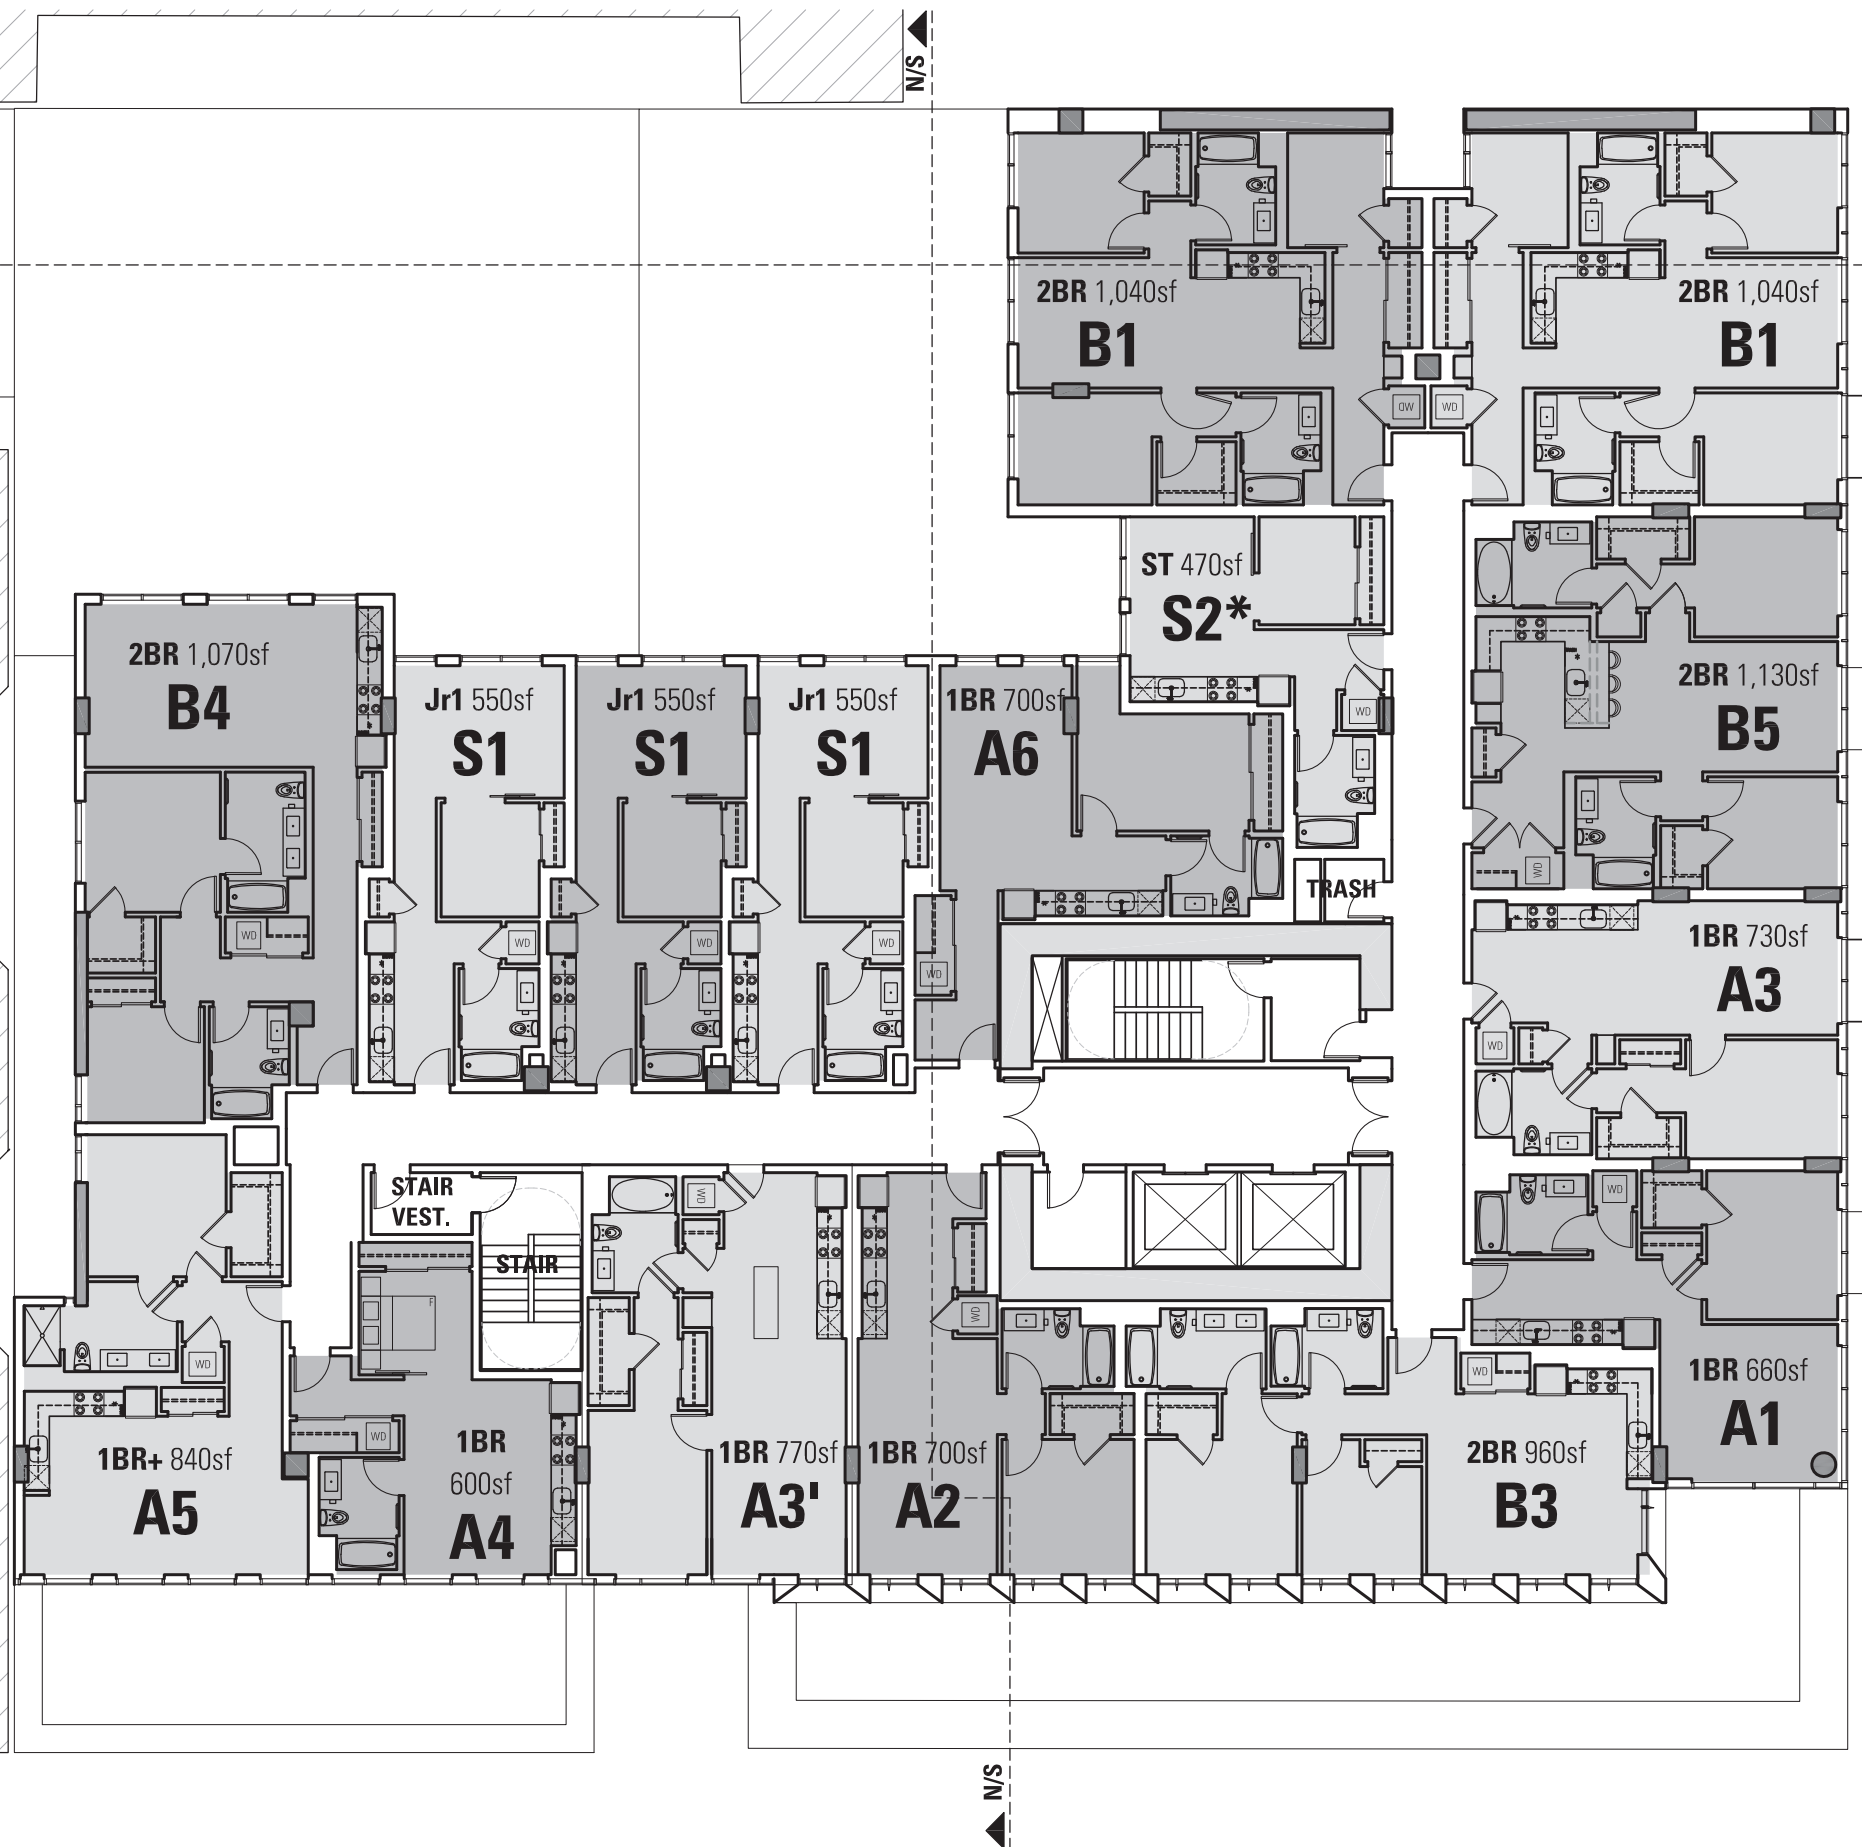 N/S
2BR 1,040sf
B1
2BR 1,040sf
B1
WD
WD
ST 470sf
S2*
WD
2BR 1,070sf
B4
WD
Jr1 550sf
S1
WD
Jr1 550sf
S1
WD
Jr1 550sf
S1
WD
1BR 700sf
A6
WD
2BR 1,130sf
B5
WD
TRASH
1BR 730sf
A3
WD
STAIR
VEST.
STAIR
WD
WD
WD
F
WD
WD
WD
1BR+ 840sf
A5
1BR
600sf
A4
1BR 770sf
A3'
1BR 700sf
A2
2BR 960sf
B3
1BR 660sf
A1
N/S